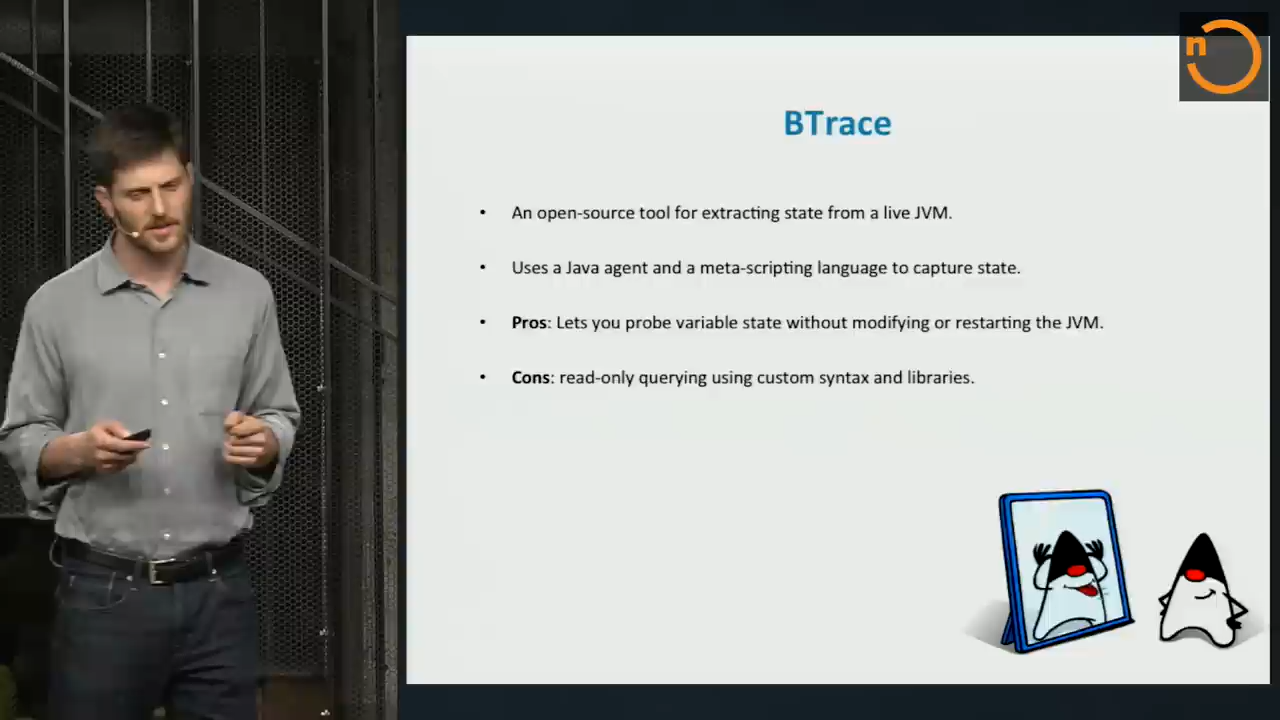 n
BTrace
• An open-source tool for extracting state from a live JVM.
• Uses a Java agent and a meta-scripting language to capture state.
• Pros: Lets you probe variable state without modifying or restarting the JVM.
• Cons: read-only querying using custom syntax and libraries.